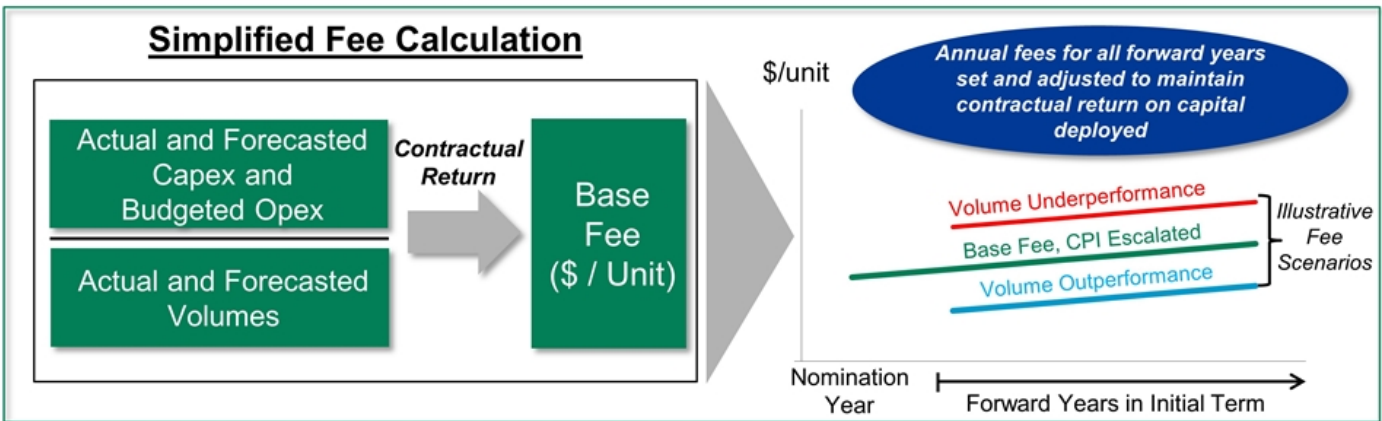 Simplified Fee Calculation
Actual and Forecasted
Capex and
Budgeted Opex
Actual and Forecasted
Volumes
Contractual
Return
Base
Fee
($ / Unit)
$/unit
Annual fees for all forward years
set and adjusted to maintain
contractual return on capital
deployed
Volume Underperformance
Base Fee, CPI Escalated
Volume Outperformance
Illustrative
Fee
Scenarios
Nomination
Year
Forward Years in Initial Term